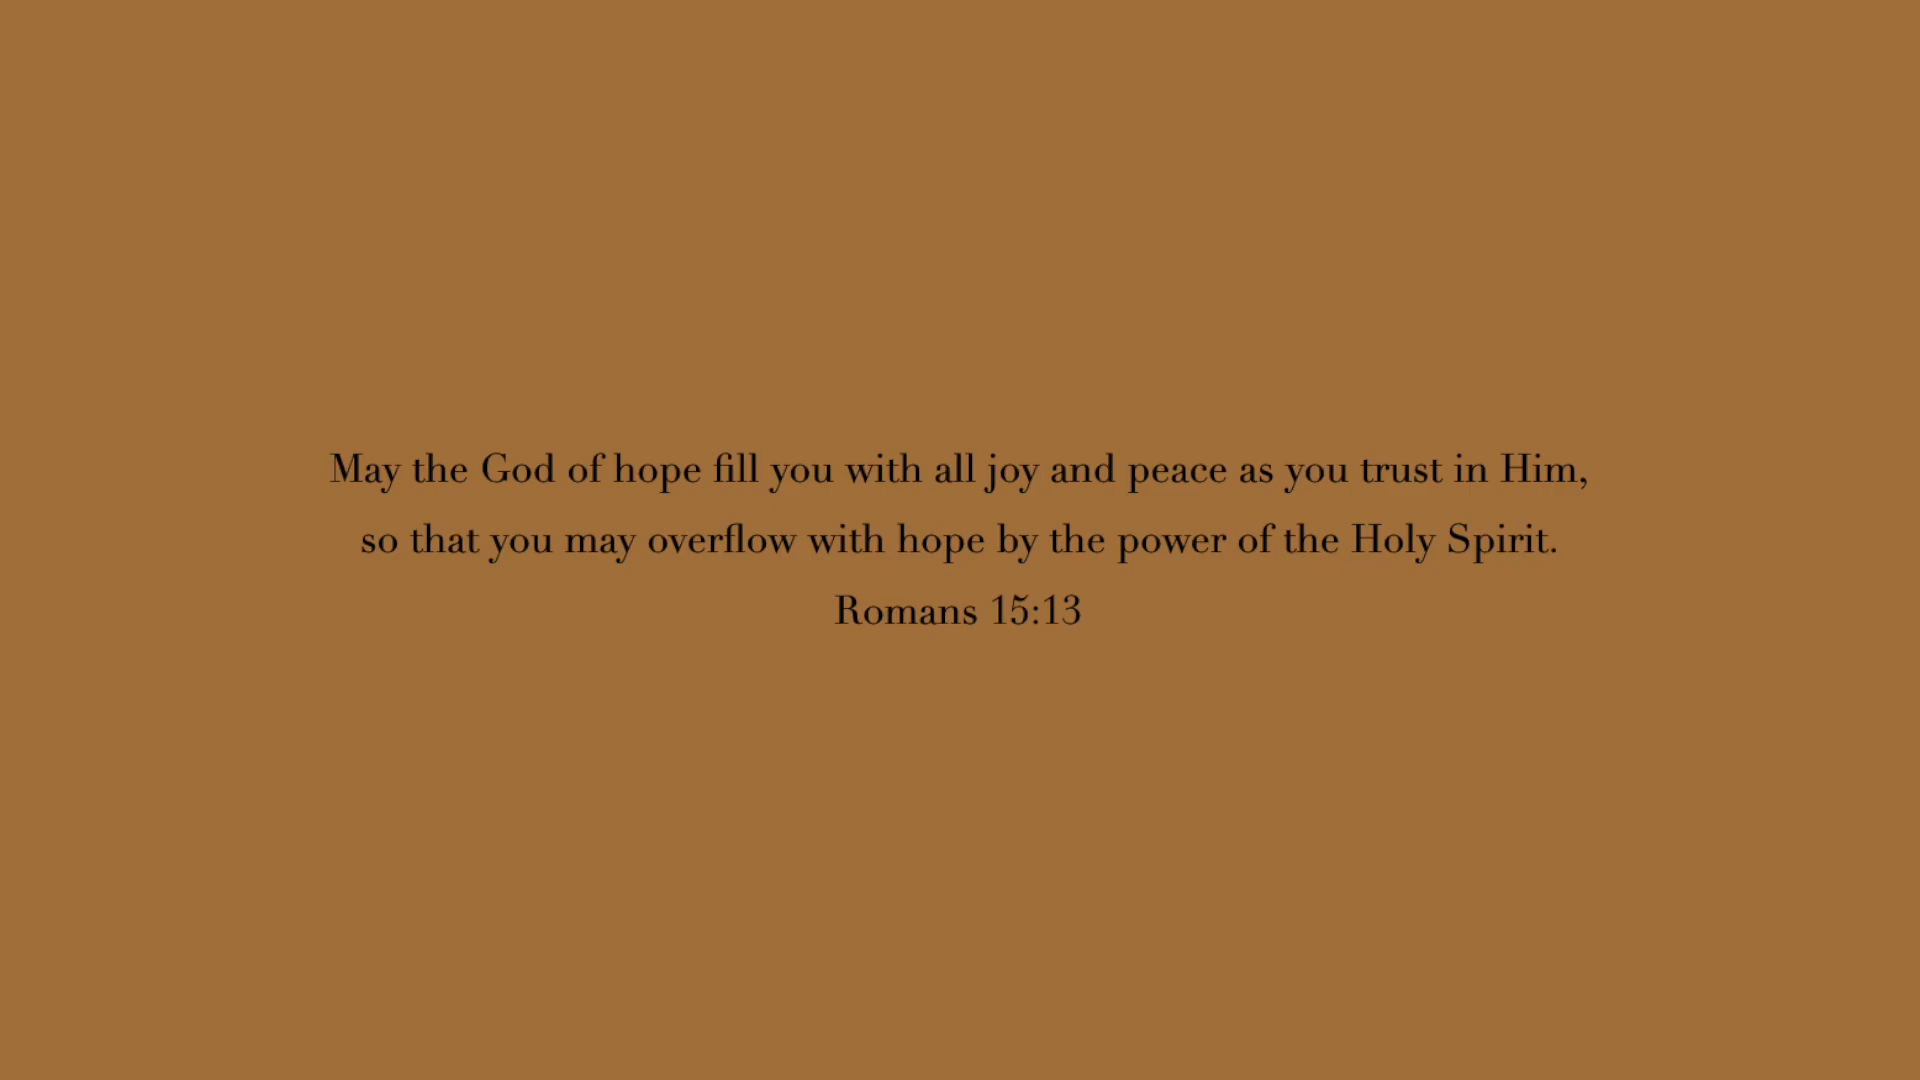 May the God of hope fill you with all joy and peace as you trust in Him,
so that you may overflow with hope by the power of the Holy Spirit.
Romans 15:13